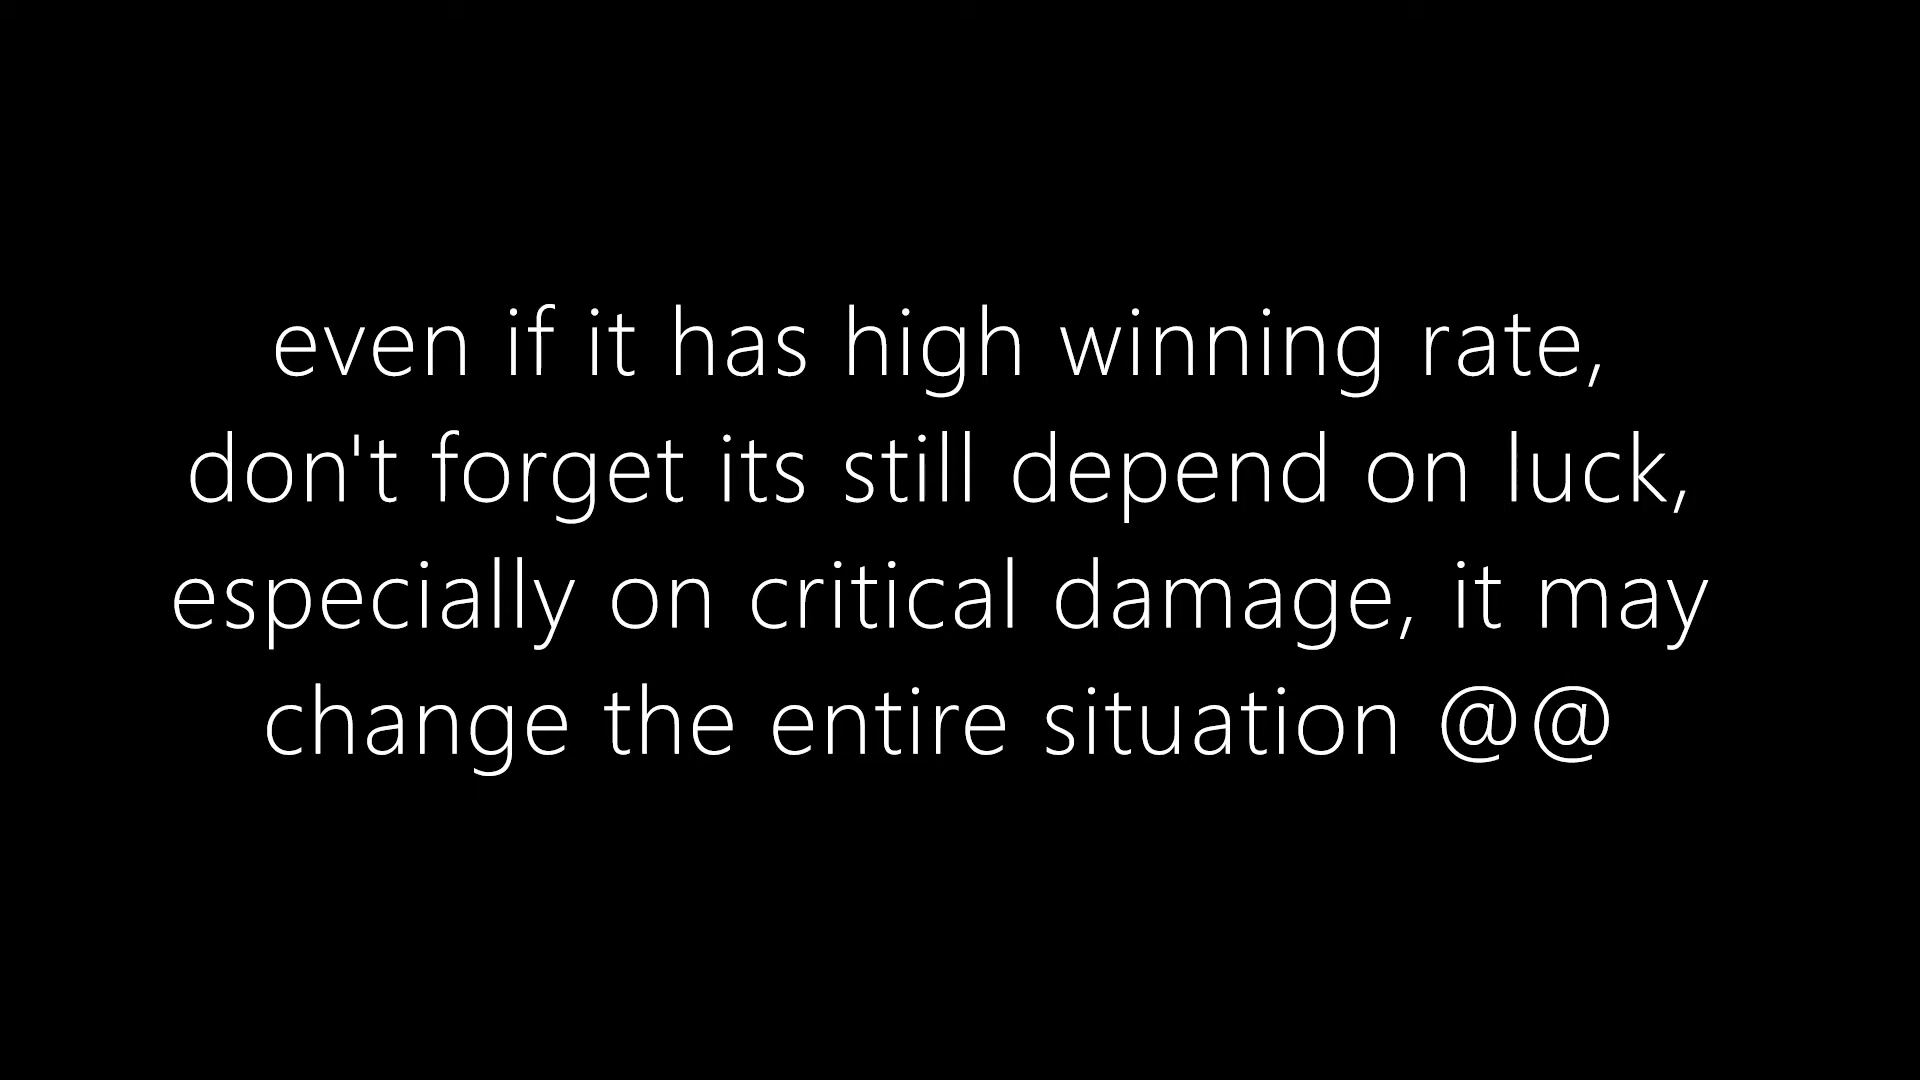 even if it has high winning rate,
don't forget its still depend on luck,
especially on critical damage, it may
change the entire situation @@